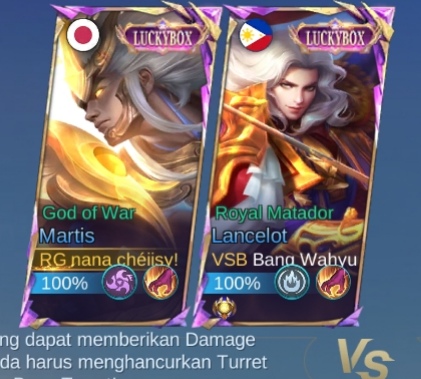 LUCKYBOX
God of War
Martis
RG nana chéjisy!
100%
LUCKYBOX
Royal Matador
Lancelot
VSB Bang Wahyu
100%
ng dapat memberikan Damage
da harus menghancurkan Turret
VS